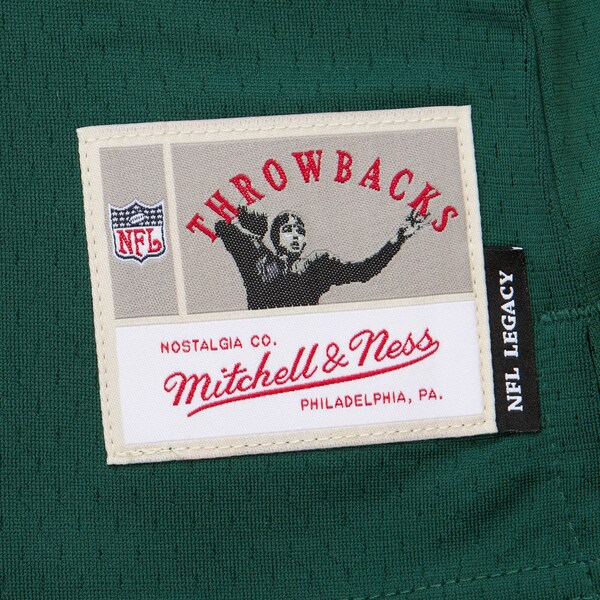 THROWBACKS
NFL
NOSTALGIA CO.
Mitchell & Ness
PHILADELPHIA, PA.
NFL LEGACY